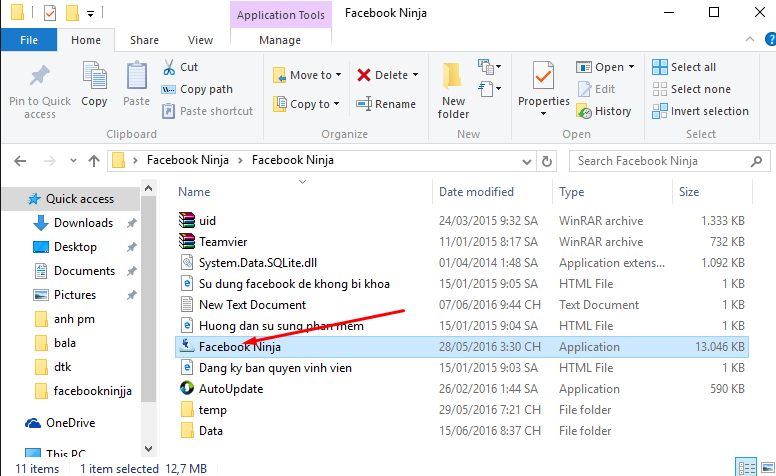 Application Tools Facebook Ninja
File Home Share View Manage
Pin to Quick access
Copy
Paste
Cut
Copy path
Paste shortcut
Clipboard
Move to
Copy to
Delete
Rename
Organize
New folder
New
Properties
Open
Edit
History
Open
Select all
Select none
Invert selection
Select
Facebook Ninja Facebook Ninja Search Facebook Ninja
Quick access
Downloads
Desktop
Documents
Pictures
anh pm
bala
dtk
facebookninjja
OneDrive
This PC
Name Date modified Type Size
uid 24/03/2015 9:32 SA WinRAR archive 1.333 KB
Teamvier 11/01/2015 8:17 SA WinRAR archive 732 KB
System.Data.SQLite.dll 01/04/2014 1:48 SA Application extens... 1.092 KB
Su dung facebook de khong bi khoa 15/01/2015 9:04 SA HTML File 1 KB
New Text Document 07/06/2016 9:44 CH Text Document 1 KB
Huong dan su sung phan mem 15/01/2015 9:04 SA HTML File 1 KB
Facebook Ninja 28/05/2016 3:30 CH Application 13.046 KB
Dang ky ban quyen vinh vien 15/01/2015 9:03 SA HTML File 1 KB
AutoUpdate 26/02/2016 1:44 SA Application 590 KB
temp 29/05/2016 7:21 CH File folder
Data 15/06/2016 8:37 CH File folder
11 items 1 item selected 12,7 MB